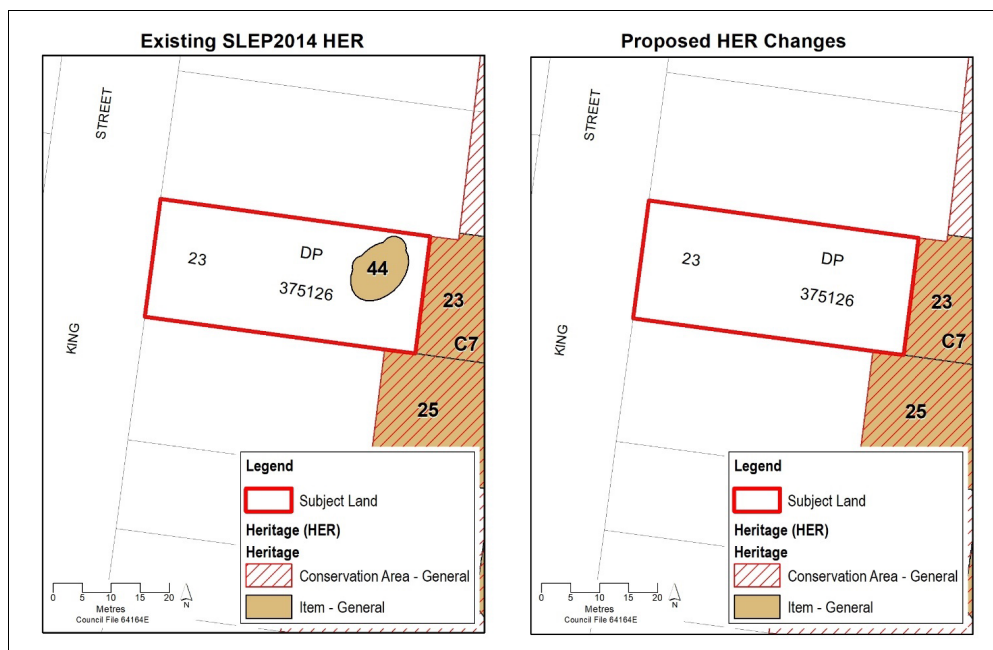 Existing SLEP2014 HER
STREET
23
DP
44
375126
23
C7
KING
25
Legend
Subject Land
Heritage (HER)
Heritage
Conservation Area - General
Item - General
0 5 10 15 20
Metres
Council File 64164E
N
Proposed HER Changes
STREET
23
DP
375126
23
C7
KING
25
Legend
Subject Land
Heritage (HER)
Heritage
Conservation Area - General
Item - General
0 5 10 15 20
Metres
Council File 64164E
N